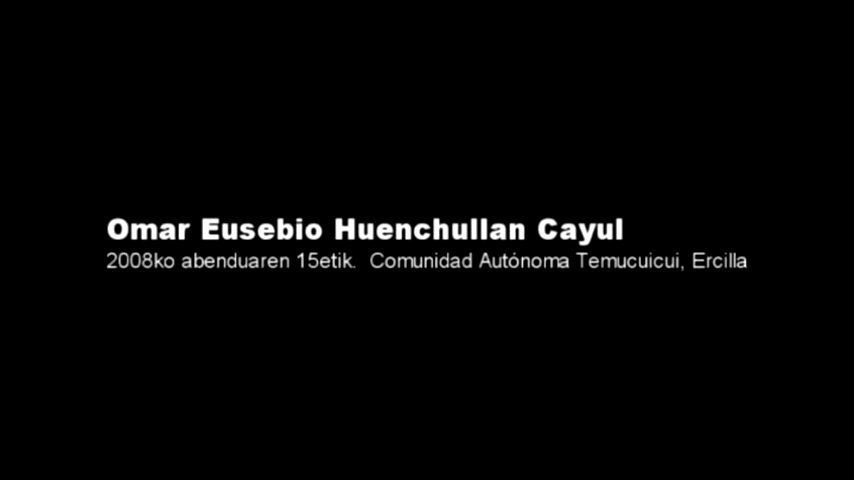 Omar Eusebio Huenchullan Cayul
2008ko abenduaren 15etik. Comunidad Autónoma Temucuicui, Ercilla